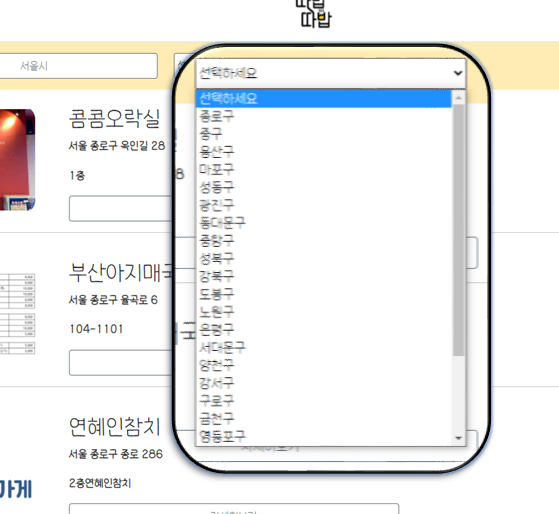 따밥
서울시
선택하세요
선택하세요
종로구
중구
용산구
마포구
성동구
광진구
동대문구
중랑구
성북구
강북구
도봉구
노원구
은평구
서대문구
양천구
강서구
구로구
금천구
영등포구
콤콤오락실
서울 종로구 옥인길 28
1층
8
부산아지매국
서울 종로구 율곡로 6
104-1101
연혜인참치
서울 종로구 종로 286
2층연혜인참치
가게